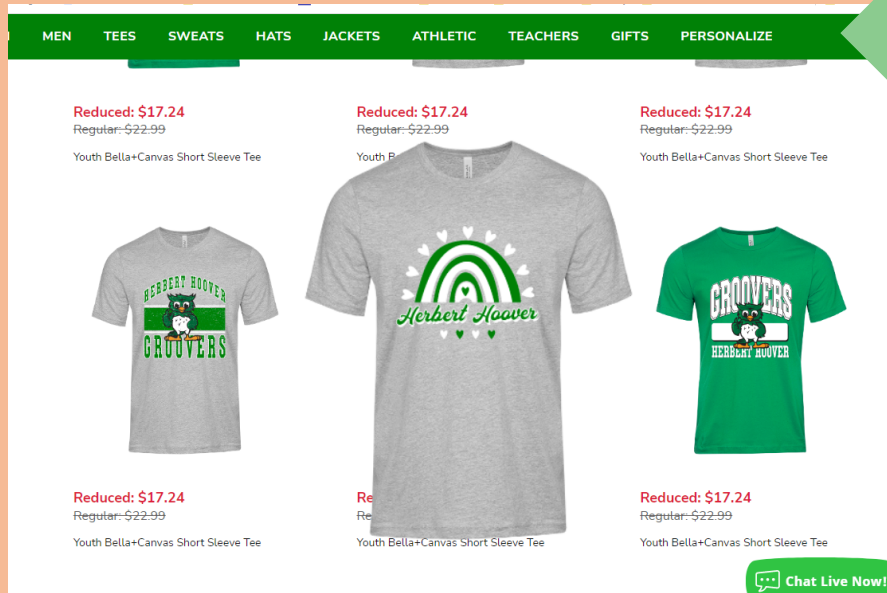 MEN TEES SWEATS HATS JACKETS ATHLETIC TEACHERS GIFTS PERSONALIZE
Reduced: $17.24 Reduced: $17.24 Reduced: $17.24
Regular: $22.99 Regular: $22.99 Regular: $22.99
Youth Bella+Canvas Short Sleeve Tee Youth B Youth Bella+Canvas Short Sleeve Tee
HERBERT HOOVER
GROOVERS
Herbert Hoover
GROOVERS
HERBERT HOOVER
Reduced: $17.24 Re Reduced: $17.24
Regular: $22.99 Re Regular: $22.99
Youth Bella+Canvas Short Sleeve Tee Youth Bella+Canvas Short Sleeve Tee Youth Bella+Canvas Short Sleeve Tee
Chat Live Now!